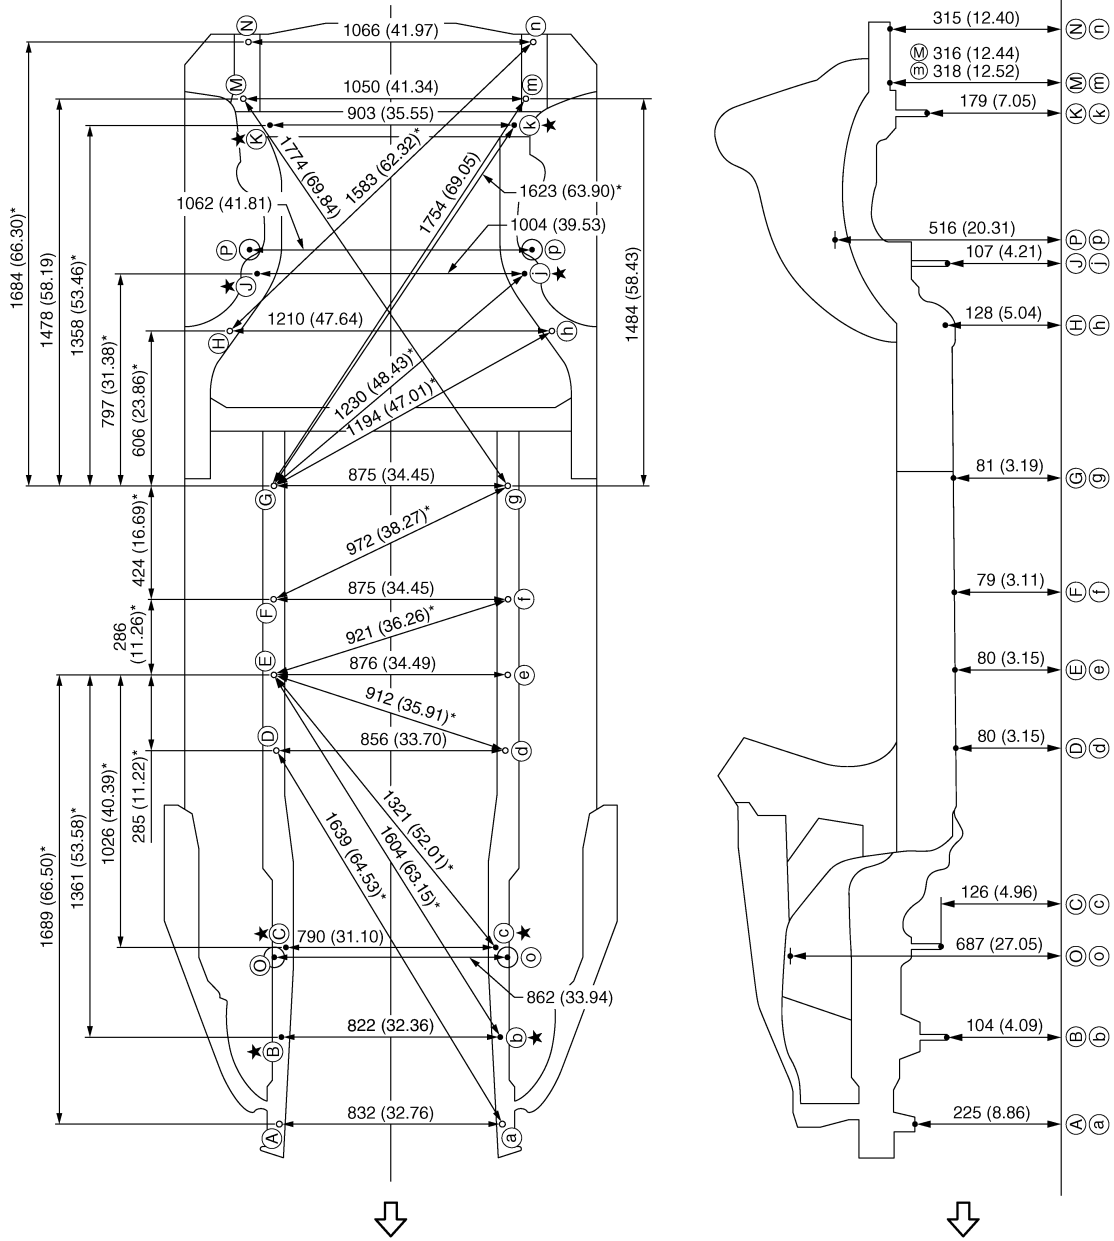 N
n
1066 (41.97)
M
m
1050 (41.34)
903 (35.55)
★
K
k
★
1774 (69.84)
1583 (62.32)*
1754 (69.05)
1623 (63.90)*
1062 (41.81)
1004 (39.53)
P
p
★
J
j
★
1210 (47.64)
H
h
1684 (66.30)*
1478 (58.19)
1358 (53.46)*
797 (31.38)*
606 (23.86)*
1484 (58.43)
1230 (48.43)*
1194 (47.01)*
875 (34.45)
G
g
424 (16.69)*
972 (38.27)*
875 (34.45)
F
f
286
(11.26)*
921 (36.26)*
E
876 (34.49)
e
912 (35.91)*
D
856 (33.70)
d
1689 (66.50)*
1361 (53.58)*
1026 (40.39)*
285 (11.22)*
1321 (52.01)*
1604 (63.15)*
1639 (64.53)*
★
C
790 (31.10)
c
★
O
o
862 (33.94)
822 (32.36)
★
B
b
★
832 (32.76)
A
a
315 (12.40)
N n
M 316 (12.44)
m 318 (12.52)
M m
179 (7.05)
K k
516 (20.31)
P p
107 (4.21)
J j
128 (5.04)
H h
81 (3.19)
G g
79 (3.11)
F f
80 (3.15)
E e
80 (3.15)
D d
126 (4.96)
C c
687 (27.05)
O o
104 (4.09)
B b
225 (8.86)
A a